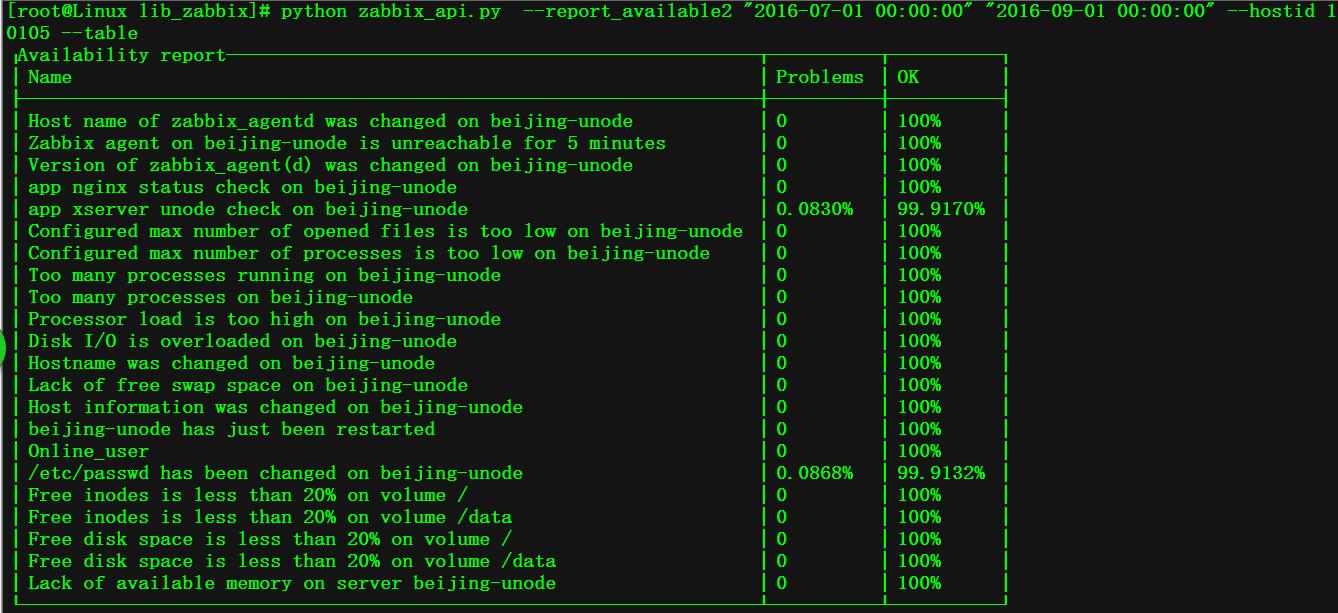 [root@Linux lib_zabbix]# python zabbix_api.py  --report_available2 "2016-07-01 00:00:00" "2016-09-01 00:00:00" --hostid 1
0105 --table
Availability report
Name Problems OK
Host name of zabbix_agentd was changed on beijing-unode 0 100%
Zabbix agent on beijing-unode is unreachable for 5 minutes 0 100%
Version of zabbix_agent(d) was changed on beijing-unode 0 100%
app nginx status check on beijing-unode 0 100%
app xserver unode check on beijing-unode 0.0830% 99.9170%
Configured max number of opened files is too low on beijing-unode 0 100%
Configured max number of processes is too low on beijing-unode 0 100%
Too many processes running on beijing-unode 0 100%
Too many processes on beijing-unode 0 100%
Processor load is too high on beijing-unode 0 100%
Disk I/O is overloaded on beijing-unode 0 100%
Hostname was changed on beijing-unode 0 100%
Lack of free swap space on beijing-unode 0 100%
Host information was changed on beijing-unode 0 100%
beijing-unode has just been restarted 0 100%
Online_user 0 100%
/etc/passwd has been changed on beijing-unode 0.0868% 99.9132%
Free inodes is less than 20% on volume / 0 100%
Free inodes is less than 20% on volume /data 0 100%
Free disk space is less than 20% on volume / 0 100%
Free disk space is less than 20% on volume /data 0 100%
Lack of available memory on server beijing-unode 0 100%